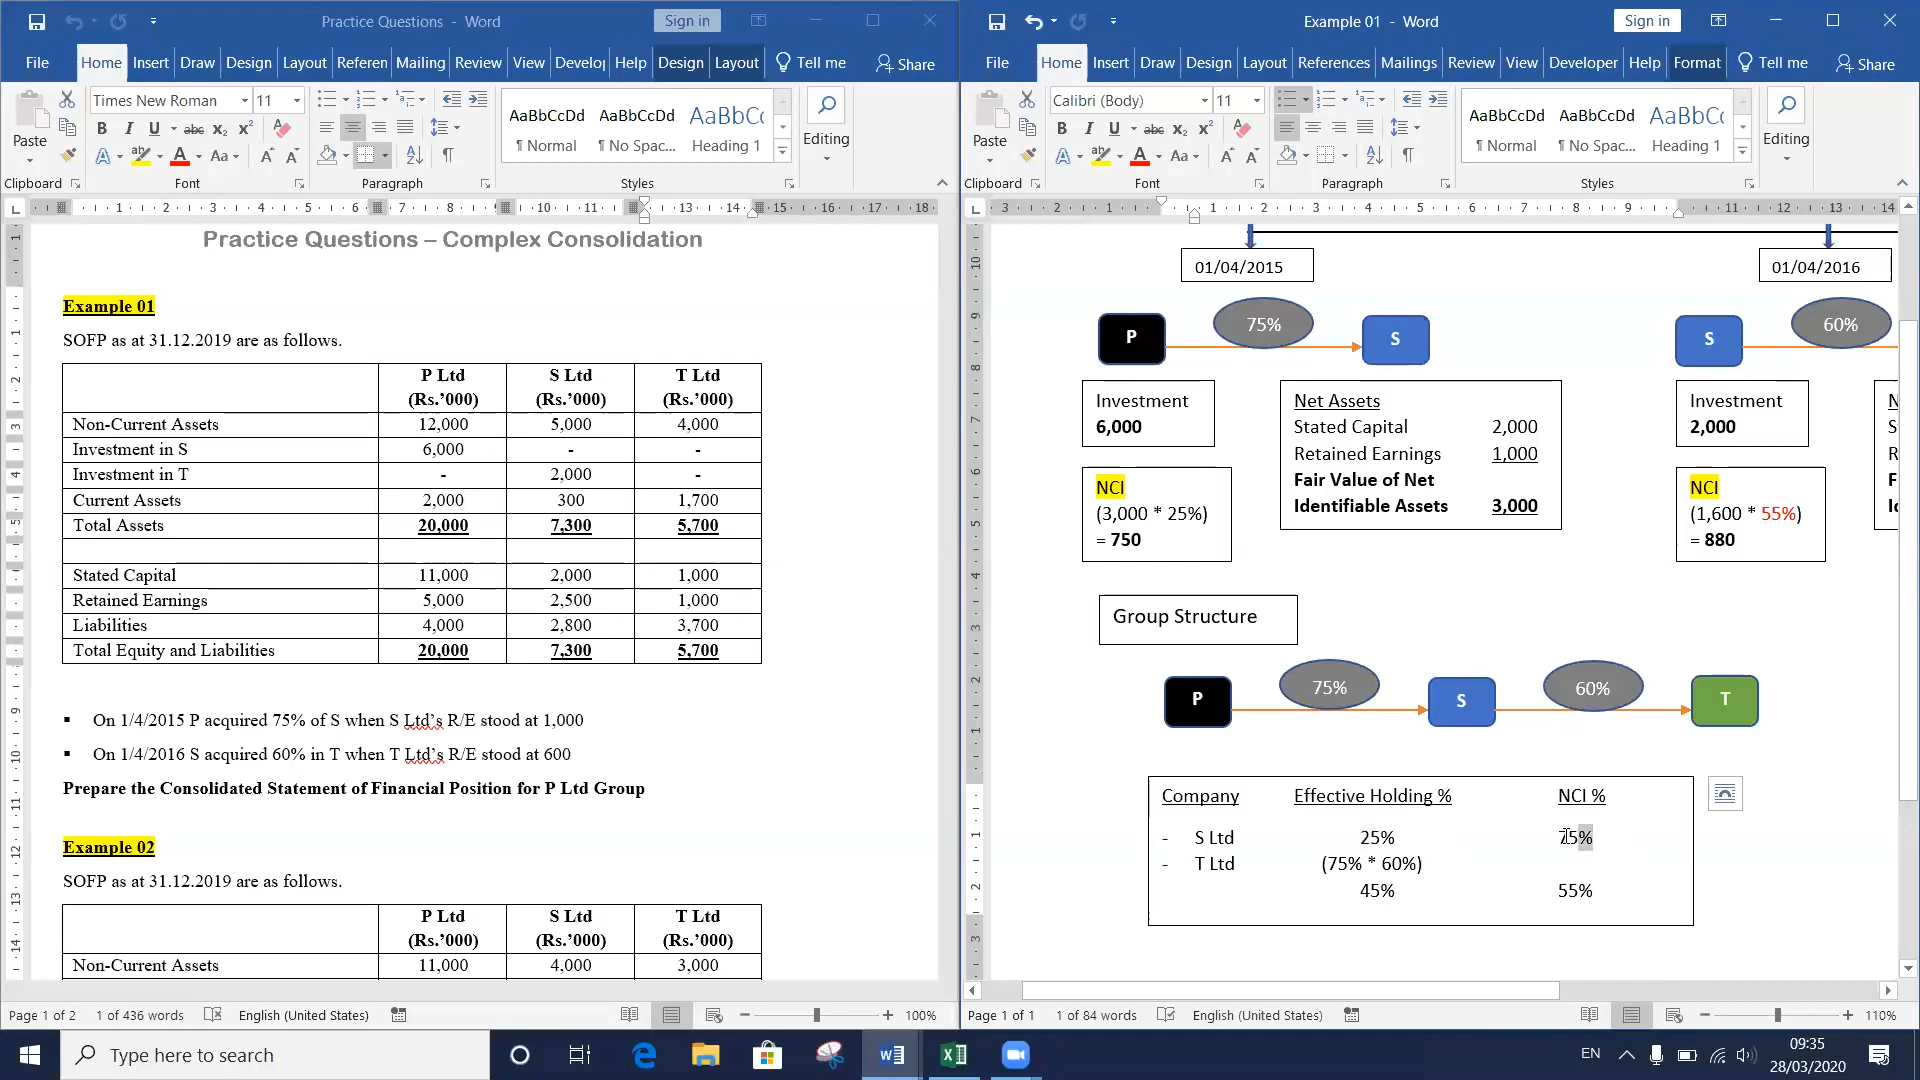 Practice Questions - Word
Sign in
File Home Insert Draw Design Layout Referen Mailing Review View Develo Help Design Layout Tell me Share
Times New Roman 11
Paste
AaBbCcDd AaBbCcDd AaBbCc
¶ Normal ¶ No Spac... Heading 1
Editing
Clipboard Font Paragraph Styles
Practice Questions – Complex Consolidation
Example 01
SOFP as at 31.12.2019 are as follows.
P Ltd (Rs.’000) S Ltd (Rs.’000) T Ltd (Rs.’000)
Non-Current Assets 12,000 5,000 4,000
Investment in S 6,000 - -
Investment in T - 2,000 -
Current Assets 2,000 300 1,700
Total Assets 20,000 7,300 5,700
Stated Capital 11,000 2,000 1,000
Retained Earnings 5,000 2,500 1,000
Liabilities 4,000 2,800 3,700
Total Equity and Liabilities 20,000 7,300 5,700
▪ On 1/4/2015 P acquired 75% of S when S Ltd’s R/E stood at 1,000
▪ On 1/4/2016 S acquired 60% in T when T Ltd’s R/E stood at 600
Prepare the Consolidated Statement of Financial Position for P Ltd Group
Example 02
SOFP as at 31.12.2019 are as follows.
P Ltd (Rs.’000) S Ltd (Rs.’000) T Ltd (Rs.’000)
Non-Current Assets 11,000 4,000 3,000
Page 1 of 2 1 of 436 words English (United States) 100%
Example 01 - Word
Sign in
File Home Insert Draw Design Layout References Mailings Review View Developer Help Format Tell me Share
Calibri (Body) 11
Paste
AaBbCcDd AaBbCcDd AaBbCc
¶ Normal ¶ No Spac... Heading 1
Editing
Clipboard Font Paragraph Styles
01/04/2015 01/04/2016
P 75% S S 60%
Investment
6,000
Net Assets
Stated Capital 2,000
Retained Earnings 1,000
Fair Value of Net
Identifiable Assets 3,000
NCI
(3,000 * 25%)
= 750
Investment
2,000
NCI
(1,600 * 55%)
= 880
Group Structure
P 75% S 60% T
Company Effective Holding % NCI %
- S Ltd 25% 75%
- T Ltd (75% * 60%)
45% 55%
Page 1 of 1 1 of 84 words English (United States) 110%
Type here to search
EN
09:35
28/03/2020